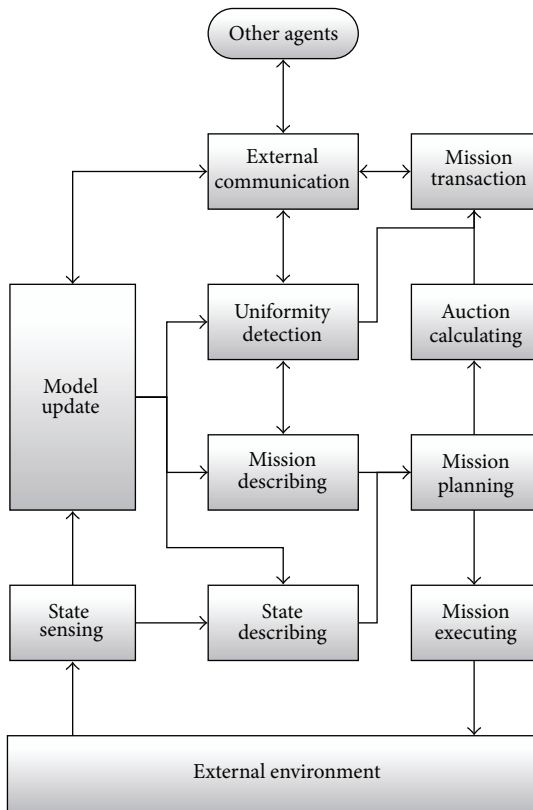 Other agents
External
communication
Mission
transaction
Uniformity
detection
Auction
calculating
Model
update
Mission
describing
Mission
planning
State
sensing
State
describing
Mission
executing
External environment